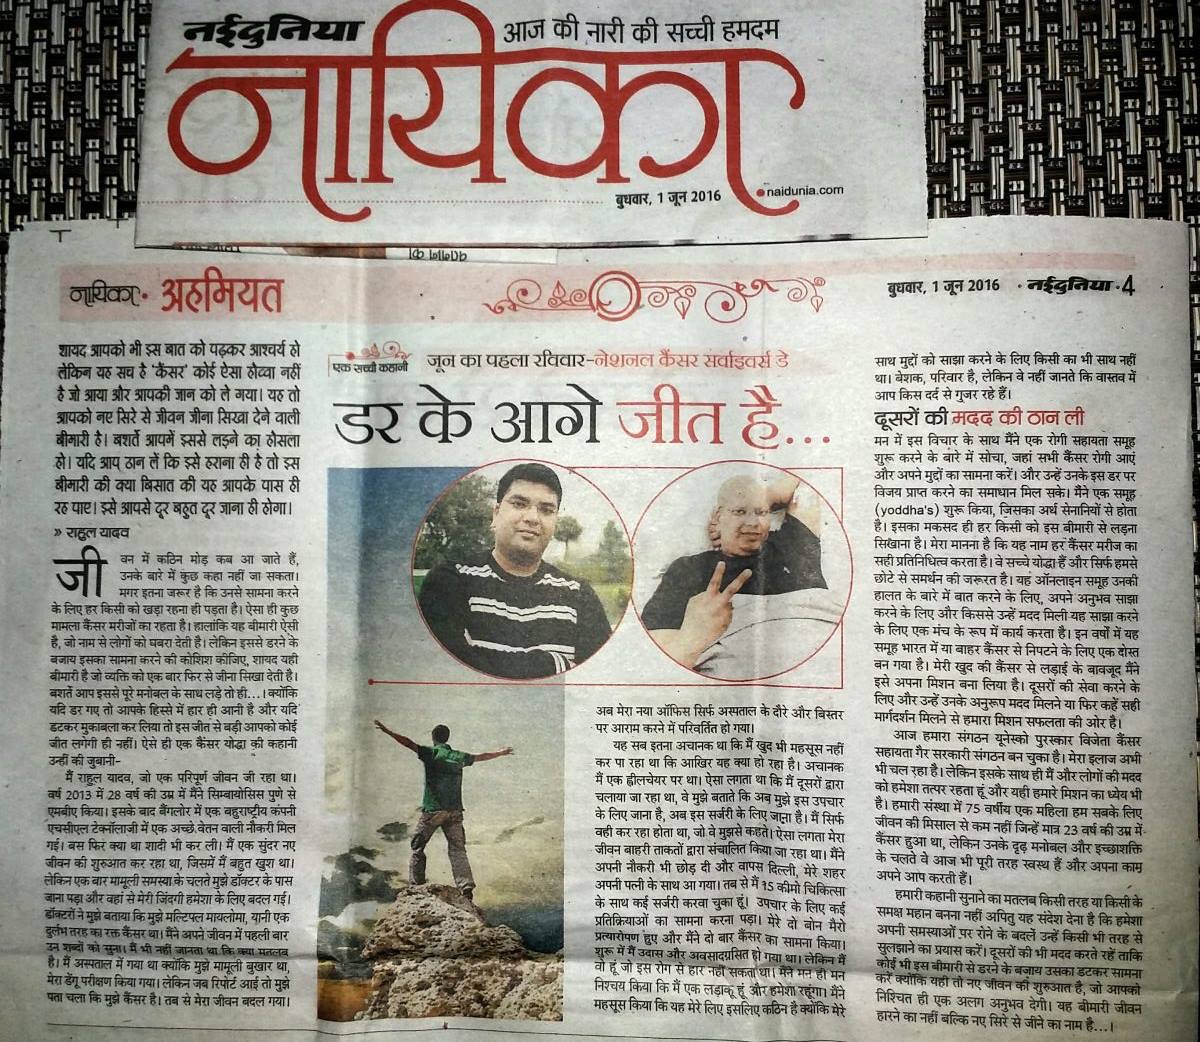 नईदुनिया
आज की नारी की सच्ची हमदम
नायिका
बुधवार, 1 जून 2016
naidunia.com
नायिका
अहमियत
बुधवार, 1 जून 2016
नईदुनिया
4
शायद आपको भी इस बात को पढ़कर आश्चर्य हो
लेकिन यह सच है 'कैंसर' कोई ऐसा हौव्वा नहीं
है जो आया और आपकी जान को ले गया। यह तो
आपको नए सिरे से जीवन जीना सिखा देने वाली
बीमारी है। बशर्ते आपमें इससे लड़ने का हौसला
हो। यदि आप ठान लें कि इसे हराना ही है तो इस
बीमारी की क्या बिसात की यह आपके पास ही
रह पाए। इसे आपसे दूर बहुत दूर जाना ही होगा।
» राहुल यादव
जी
वन में कठिन मोड़ कब आ जाते हैं,
उनके बारे में कुछ कहा नहीं जा सकता।
मगर इतना जरूर है कि उनसे सामना करने
के लिए हर किसी को खड़ा रहना ही पड़ता है। ऐसा ही कुछ
मामला कैंसर मरीजों का रहता है। हालांकि यह बीमारी ऐसी
है, जो नाम से लोगों को घबरा देती है। लेकिन इससे डरने के
बजाय इसका सामना करने की कोशिश कीजिए, शायद यही
बीमारी है जो व्यक्ति को एक बार फिर से जीना सिखा देती है।
बशर्ते आप इससे पूरे मनोबल के साथ लड़े तो ही...। क्योंकि
यदि डर गए तो आपके हिस्से में हार ही आनी है और यदि
डटकर मुकाबला कर लिया तो इस जीत से बड़ी आपको कोई
जीत लगेगी ही नहीं। ऐसे ही एक कैंसर योद्धा की कहानी
उन्हीं की जुबानी-
मैं राहुल यादव, जो एक परिपूर्ण जीवन जी रहा था।
वर्ष 2013 में 28 वर्ष की उम्र में मैंने सिम्बायोसिस पुणे से
एमबीए किया। इसके बाद बैंगलोर में एक बहुराष्ट्रीय कंपनी
एचसीएल टेक्नॉलाजी में एक अच्छे वेतन वाली नौकरी मिल
गई। बस फिर क्या था शादी भी कर ली। मैं एक सुंदर नए
जीवन की शुरुआत कर रहा था, जिसमें मैं बहुत खुश था।
लेकिन एक बार मामूली समस्या के चलते मुझे डॉक्टर के पास
जाना पड़ा और वहां से मेरी जिंदगी हमेशा के लिए बदल गई।
डॉक्टरों ने मुझे बताया कि मुझे मल्टिपल मायलोमा, यानी एक
दुर्लभ तरह का रक्त कैंसर था। मैंने अपने जीवन में पहली बार
उन शब्दों को सुना। मैं भी नहीं जानता था कि क्या मतलब
है। मैं अस्पताल में गया था क्योंकि मुझे मामूली बुखार था,
मेरा डेंगू परीक्षण किया गया। लेकिन जब रिपोर्ट आई तो मुझे
पता चला कि मुझे कैंसर है। तब से मेरा जीवन बदल गया।
एक सच्ची कहानी
जून का पहला रविवार-नेशनल कैंसर सर्वाइवर्स डे
डर के आगे जीत है...
अब मेरा नया ऑफिस सिर्फ अस्पताल के दौरे और बिस्तर
पर आराम करने में परिवर्तित हो गया।
यह सब इतना अचानक था कि मैं खुद भी महसूस नहीं
कर पा रहा था कि आखिर यह क्या हो रहा है। अचानक
मैं एक व्हीलचेयर पर था। ऐसा लगता था कि मैं दूसरों द्वारा
चलाया जा रहा था, वे मुझे बताते कि अब मुझे इस उपचार
के लिए जाना है, अब इस सर्जरी के लिए जाना है। मैं सिर्फ
वही कर रहा होता था, जो वे मुझसे कहते। ऐसा लगता मेरा
जीवन बाहरी ताकतों द्वारा संचालित किया जा रहा था। मैंने
अपनी नौकरी भी छोड़ दी और वापस दिल्ली, मेरे शहर
अपनी पत्नी के साथ आ गया। तब से मैं 15 कीमो चिकित्सा
के साथ कई सर्जरी करवा चुका हूं। उपचार के लिए कई
प्रतिक्रियाओं का सामना करना पड़ा। मेरे दो बोन मैरो
प्रत्यारोपण हुए और मैंने दो बार कैंसर का सामना किया।
शुरू में मैं उदास और अवसादग्रसित हो गया था। लेकिन मैं
वो हूं जो इस रोग से हार नहीं सकता था। मैंने मन ही मन
निश्चय किया कि मैं एक लड़ाकू हूं और हमेशा रहूंगा। मैंने
महसूस किया कि यह मेरे लिए इसलिए कठिन है क्योंकि मेरे
साथ मुद्दों को साझा करने के लिए किसी का भी साथ नहीं
था। बेशक, परिवार है, लेकिन वे नहीं जानते कि वास्तव में
आप किस दर्द से गुजर रहे हैं।
दूसरों की मदद की ठान ली
मन में इस विचार के साथ मैंने एक रोगी सहायता समूह
शुरू करने के बारे में सोचा, जहां सभी कैंसर रोगी आएं
और अपने मुद्दों का सामना करें। और उन्हें उनके इस डर पर
विजय प्राप्त करने का समाधान मिल सके। मैंने एक समूह
(yoddha's) शुरू किया, जिसका अर्थ सेनानियों से होता
है। इसका मकसद ही हर किसी को इस बीमारी से लड़ना
सिखाना है। मेरा मानना है कि यह नाम हर कैंसर मरीज का
सही प्रतिनिधित्व करता है। वे सच्चे योद्धा हैं और सिर्फ हमसे
छोटे से समर्थन की जरूरत है। यह ऑनलाइन समूह उनकी
हालत के बारे में बात करने के लिए, अपने अनुभव साझा
करने के लिए और किससे उन्हें मदद मिली यह साझा करने
के लिए एक मंच के रूप में कार्य करता है। इन वर्षों में यह
समूह भारत में या बाहर कैंसर से निपटने के लिए एक दोस्त
बन गया है। मेरी खुद की कैंसर से लड़ाई के बावजूद मैंने
इसे अपना मिशन बना लिया है। दूसरों की सेवा करने के
लिए और उन्हें उनके अनुरूप मदद मिलने या फिर कहें सही
मार्गदर्शन मिलने से हमारा मिशन सफलता की ओर है।
आज हमारा संगठन यूनेस्को पुरस्कार विजेता कैंसर
सहायता गैर सरकारी संगठन बन चुका है। मेरा इलाज अभी
भी चल रहा है। लेकिन इसके साथ ही मैं और लोगों की मदद
को हमेशा तत्पर रहता हूं और यही हमारे मिशन का ध्येय भी
है। हमारी संस्था में 75 वर्षीय एक महिला हम सबके लिए
जीवन की मिसाल से कम नहीं जिन्हें मात्र 23 वर्ष की उम्र में
कैंसर हुआ था, लेकिन उनके दृढ़ मनोबल और इच्छाशक्ति
के चलते वे आज भी पूरी तरह स्वस्थ हैं और अपना काम
अपने आप करती हैं।
हमारी कहानी सुनाने का मतलब किसी तरह या किसी के
समक्ष महान बनना नहीं अपितु यह संदेश देना है कि हमेशा
अपनी समस्याओं पर रोने के बदले उन्हें किसी भी तरह से
सुलझाने का प्रयास करें। दूसरों की भी मदद करते रहें ताकि
कोई भी इस बीमारी से डरने के बजाय उसका डटकर सामना
करें क्योंकि यही तो नए जीवन की शुरुआत है, जो आपको
निश्चित ही एक अलग अनुभव देगी। यह बीमारी जीवन
हारने का नहीं बल्कि नए सिरे से जीने का नाम है...।